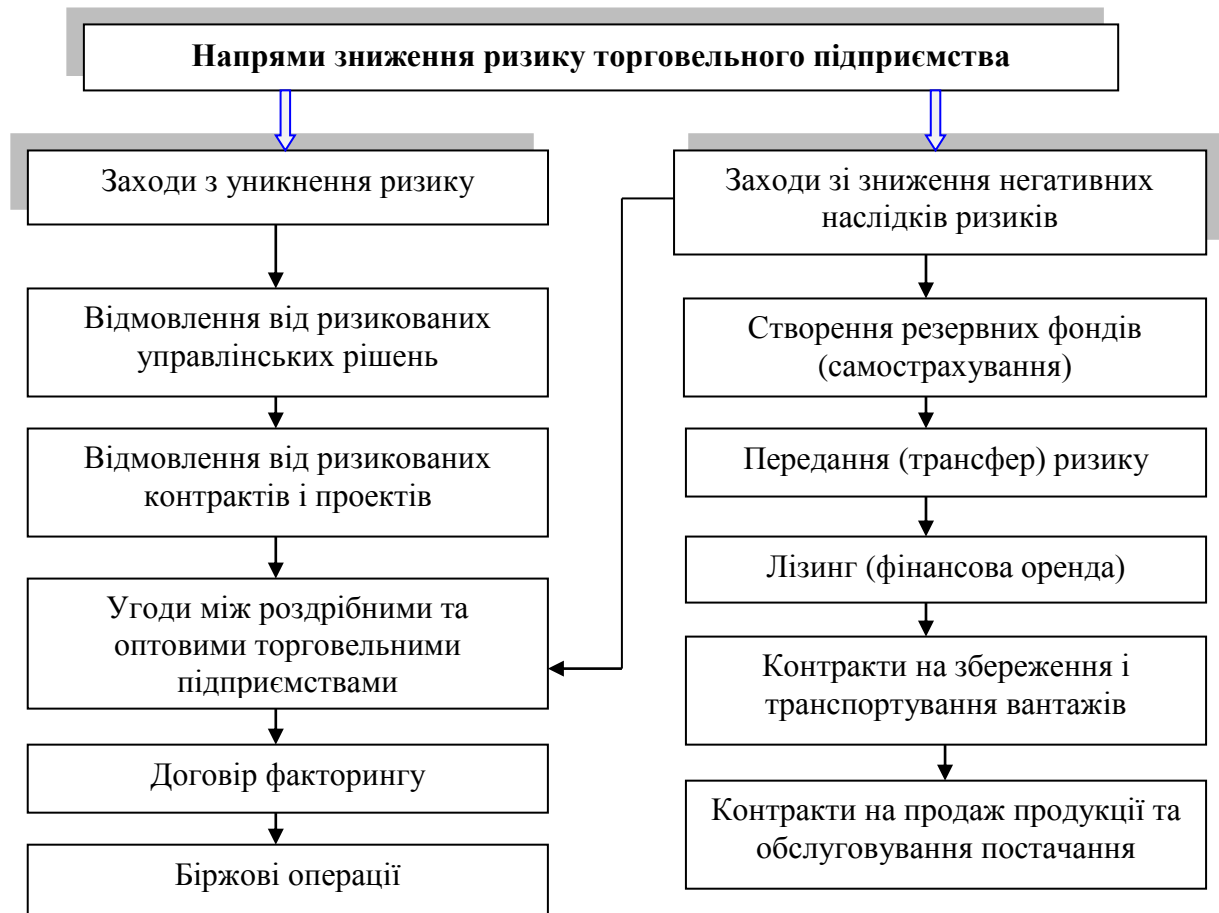 Напрями зниження ризику торговельного підприємства
Заходи з уникнення ризику
Відмовлення від ризикованих
управлінських рішень
Відмовлення від ризикованих
контрактів і проектів
Угоди між роздрібними та
оптовими торговельними
підприємствами
Договір факторингу
Біржові операції
Заходи зі зниження негативних
наслідків ризиків
Створення резервних фондів
(самострахування)
Передання (трансфер) ризику
Лізинг (фінансова оренда)
Контракти на збереження і
транспортування вантажів
Контракти на продаж продукції та
обслуговування постачання